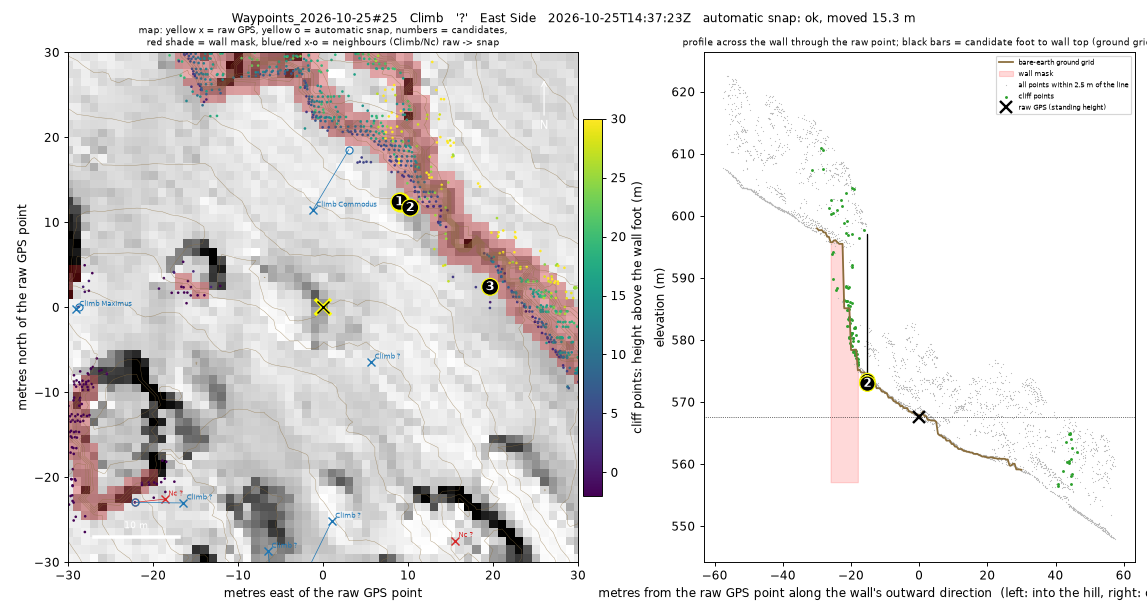 Waypoints_2026-10-25#25 Climb '?' East Side 2026-10-25T14:37:23Z automatic snap: ok, moved 15.3 m
map: yellow x = raw GPS, yellow o = automatic snap, numbers = candidates,
red shade = wall mask, blue/red x-o = neighbours (Climb/Nc) raw -> snap
profile across the wall through the raw point; black bars = candidate foot to wall top (ground gri
30
20
10
0
−10
−20
−30
−30
−20
−10
0
10
20
30
metres north of the raw GPS point
metres east of the raw GPS point
Climb Commodus
Climb Maximus
Climb ?
Nc ?
Climb ?
Climb ?
Climb ?
Nc ?
10 m
1
2
3
30
25
20
15
10
5
0
cliff points: height above the wall foot (m)
bare-earth ground grid
wall mask
all points within 2.5 m of the line
cliff points
raw GPS (standing height)
2
620
610
600
590
580
570
560
550
elevation (m)
−60
−40
−20
0
20
40
60
metres from the raw GPS point along the wall's outward direction (left: into the hill, right: